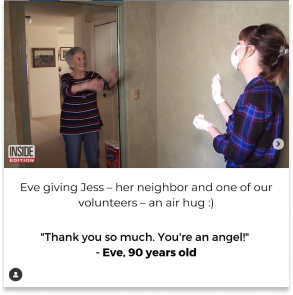 INSIDE
EDITION
Eve giving Jess – her neighbor and one of our
volunteers – an air hug :)
"Thank you so much. You're an angel!"
- Eve, 90 years old